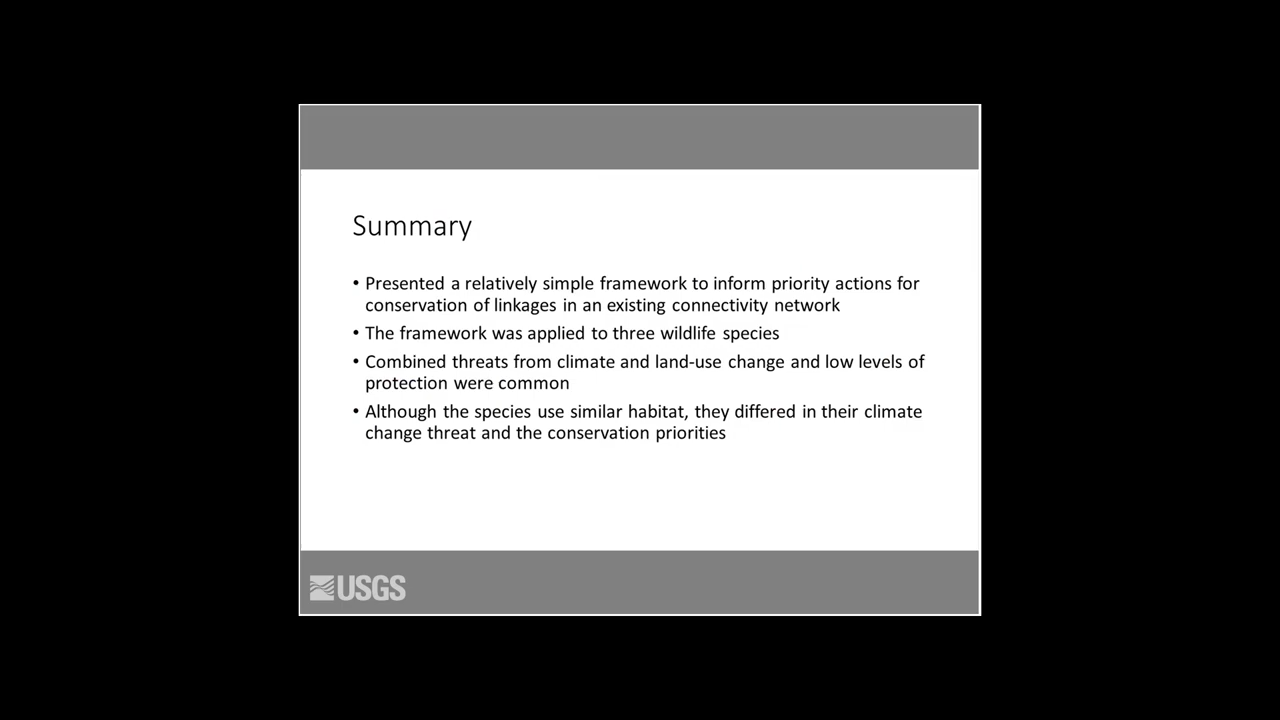 Summary
• Presented a relatively simple framework to inform priority actions for
conservation of linkages in an existing connectivity network
• The framework was applied to three wildlife species
• Combined threats from climate and land-use change and low levels of
protection were common
• Although the species use similar habitat, they differed in their climate
change threat and the conservation priorities
USGS